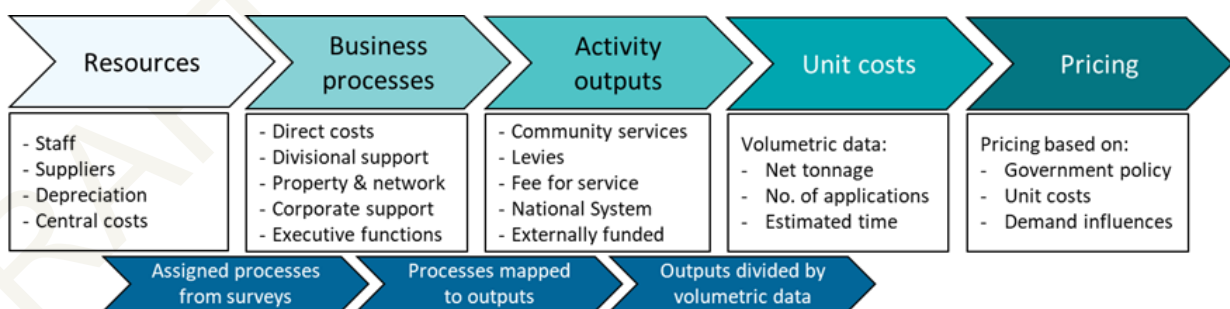 Resources
Business
processes
Activity
outputs
Unit costs
Pricing
- Staff
- Suppliers
- Depreciation
- Central costs
- Direct costs
- Divisional support
- Property & network
- Corporate support
- Executive functions
- Community services
- Levies
- Fee for service
- National System
- Externally funded
Volumetric data:
- Net tonnage
- No. of applications
- Estimated time
Pricing based on:
- Government policy
- Unit costs
- Demand influences
Assigned processes
from surveys
Processes mapped
to outputs
Outputs divided by
volumetric data